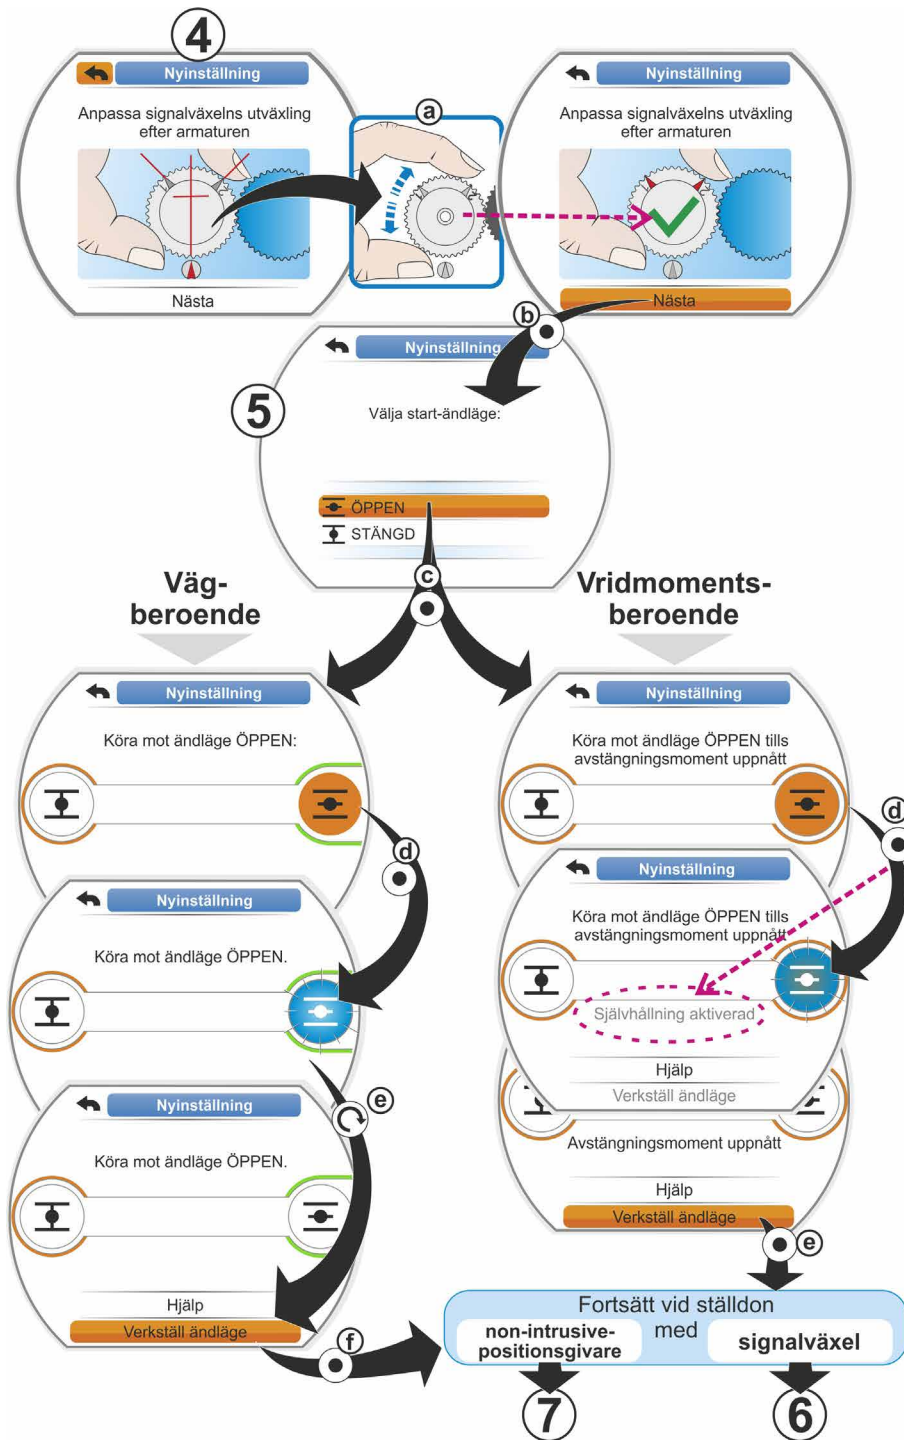 4
Nyinställning
Anpassa signalväxelns utväxling
efter armaturen
Nästa
a
Nyinställning
Anpassa signalväxelns utväxling
efter armaturen
Nästa
b
5
Nyinställning
Välja start-ändläge:
ÖPPEN
STÄNGD
c
Väg-
beroende
Nyinställning
Köra mot ändläge ÖPPEN:
d
Nyinställning
Köra mot ändläge ÖPPEN.
e
Nyinställning
Köra mot ändläge ÖPPEN.
Hjälp
Verkställ ändläge
f
Vridmoments-
beroende
Nyinställning
Köra mot ändläge ÖPPEN tills
avstängningsmoment uppnått
d
Nyinställning
Köra mot ändläge ÖPPEN tills
avstängningsmoment uppnått
Självhållning aktiverad
Hjälp
Verkställ ändläge
Avstängningsmoment uppnått
Hjälp
Verkställ ändläge
e
Fortsätt vid ställdon
med
non-intrusive-
positionsgivare
signalväxel
7
6